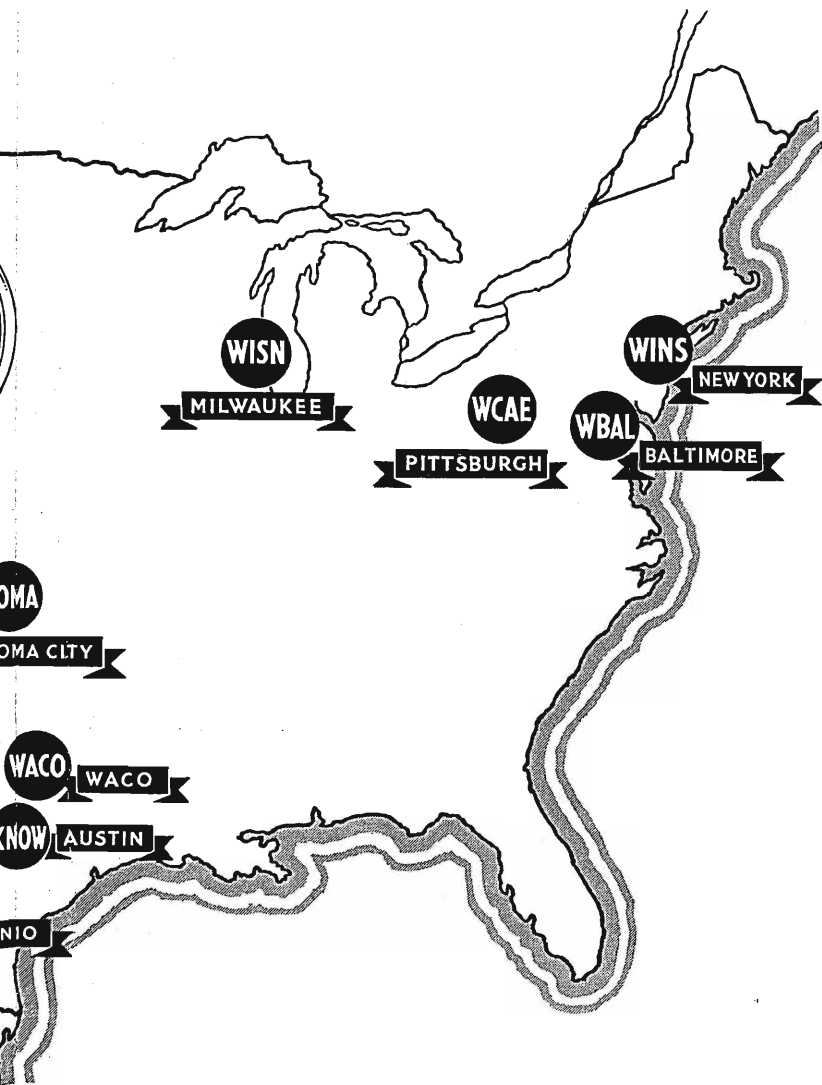 WISN
MILWAUKEE
WINS
NEW YORK
WCAE
PITTSBURGH
WBAL
BALTIMORE
OMA
OMA CITY
WACO
WACO
KNOW
AUSTIN
NIO